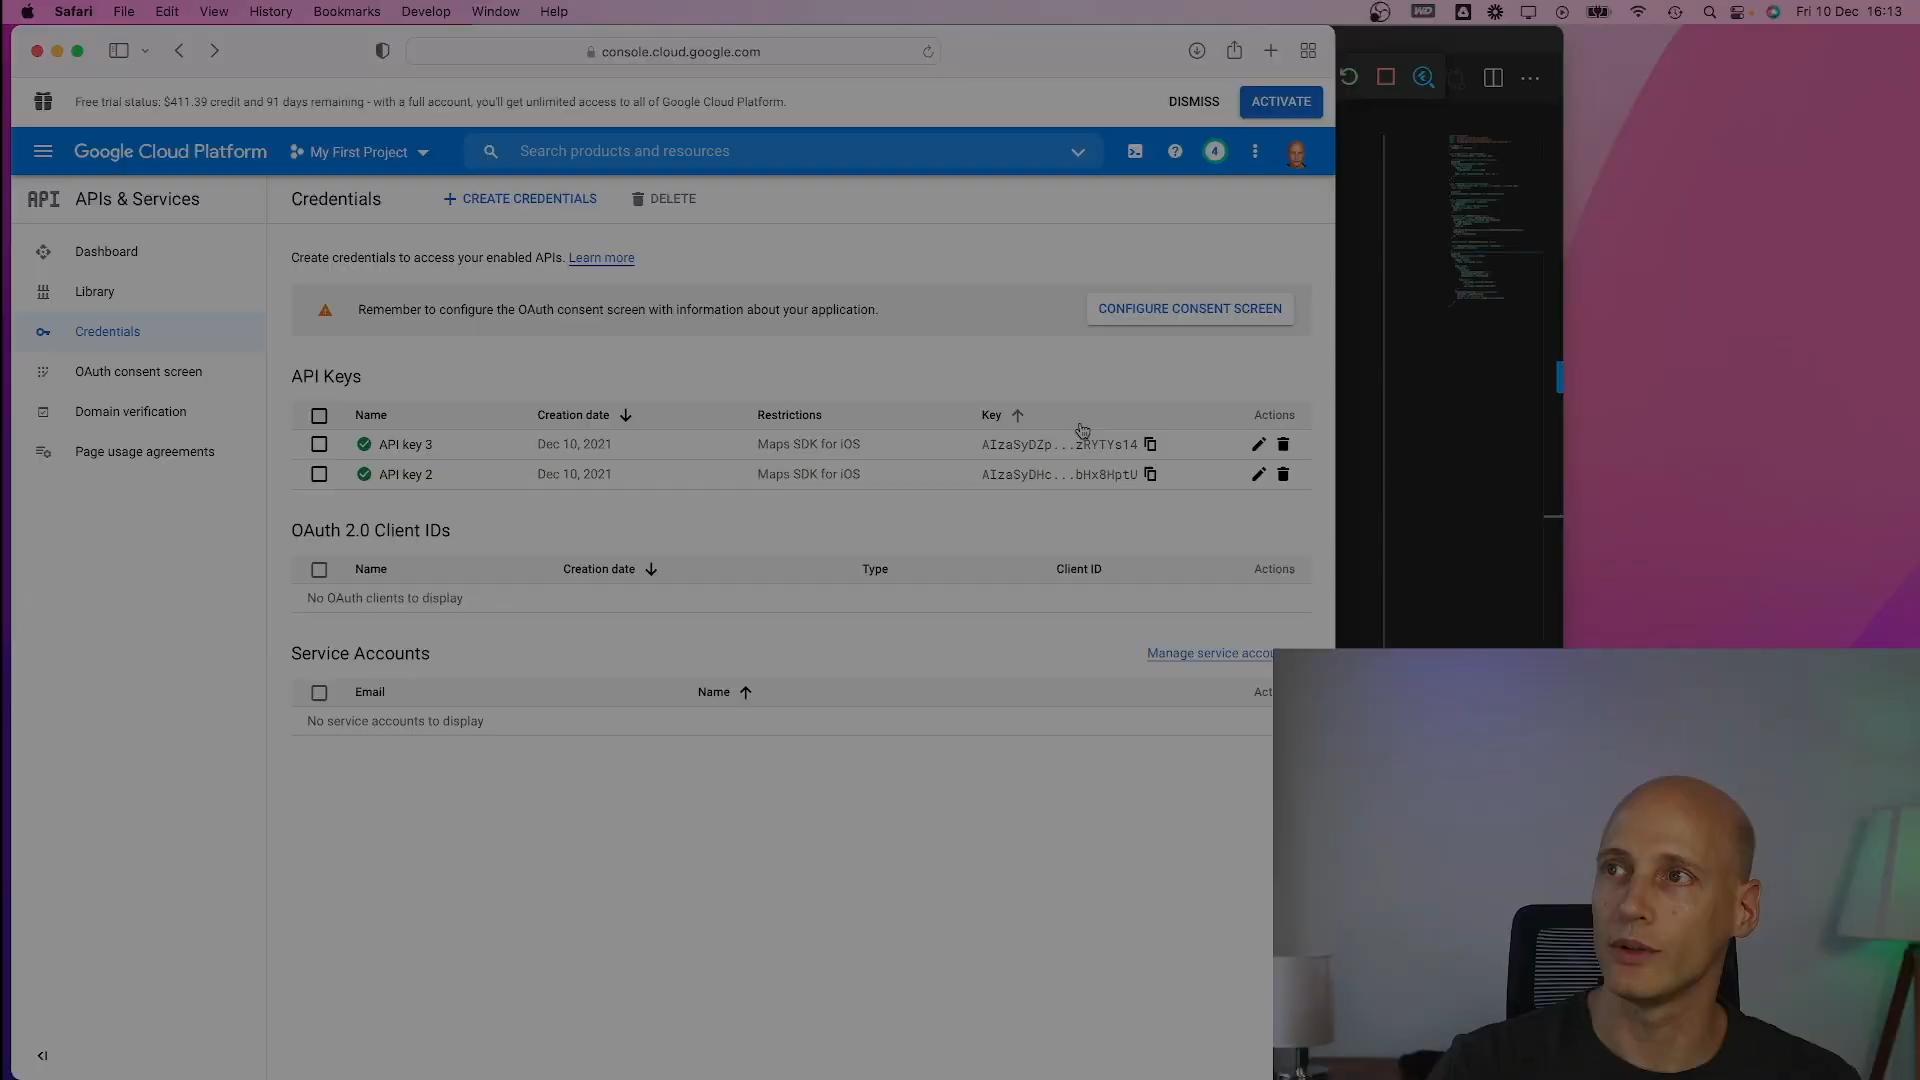 Safari File Edit View History Bookmarks Develop Window Help
Fri 10 Dec 16:13
console.cloud.google.com
Free trial status: $411.39 credit and 91 days remaining - with a full account, you'll get unlimited access to all of Google Cloud Platform.
DISMISS
ACTIVATE
Google Cloud Platform
My First Project
Search products and resources
4
API APIs & Services
Credentials
+ CREATE CREDENTIALS
DELETE
Dashboard
Library
Credentials
OAuth consent screen
Domain verification
Page usage agreements
Create credentials to access your enabled APIs. Learn more
Remember to configure the OAuth consent screen with information about your application.
CONFIGURE CONSENT SCREEN
API Keys
Name Creation date Restrictions Key Actions
API key 3 Dec 10, 2021 Maps SDK for iOS AIzaSyDZp...zRYTYs14
API key 2 Dec 10, 2021 Maps SDK for iOS AIzaSyDHc...bHx8HptU
OAuth 2.0 Client IDs
Name Creation date Type Client ID Actions
No OAuth clients to display
Service Accounts
Manage service accou
Email Name Act
No service accounts to display